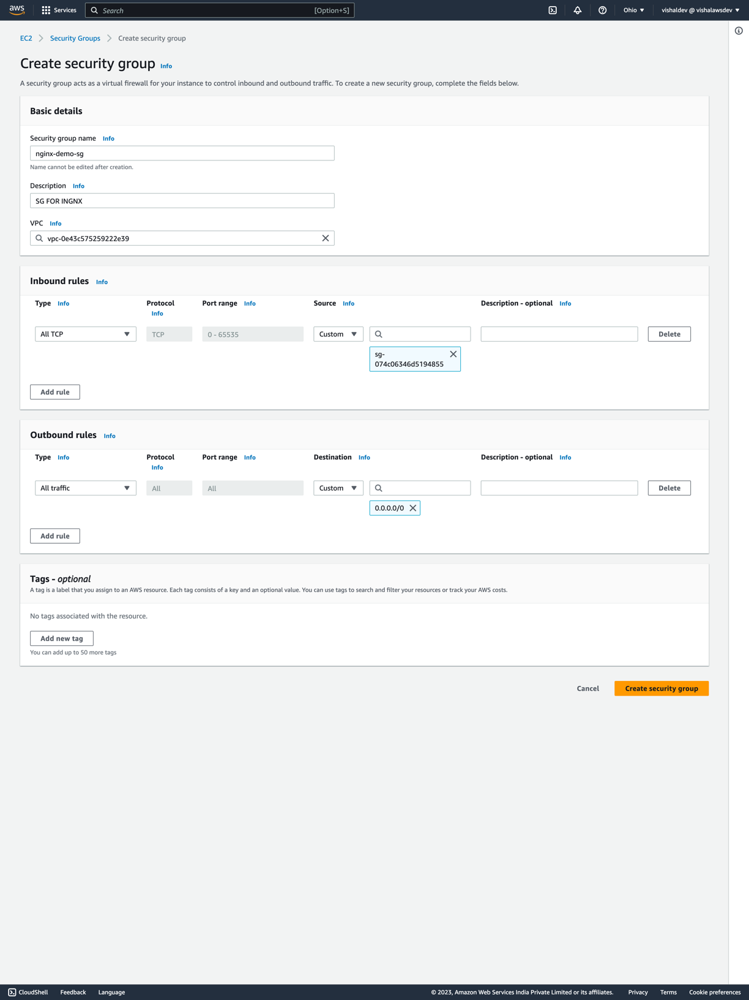 aws
Services
Search
[Option+S]
Ohio
vishaldev @ vishalawsdev
EC2
Security Groups
Create security group
Create security group Info
A security group acts as a virtual firewall for your instance to control inbound and outbound traffic. To create a new security group, complete the fields below.
Basic details
Security group name Info
nginx-demo-sg
Name cannot be edited after creation.
Description Info
SG FOR INGNX
VPC Info
vpc-0e43c575259222e39
Inbound rules Info
Type Info
Protocol
Info
Port range Info
Source Info
Description - optional Info
All TCP
TCP
0 - 65535
Custom
Delete
sg-
074c06346d5194855
Add rule
Outbound rules Info
Type Info
Protocol
Info
Port range Info
Destination Info
Description - optional Info
All traffic
All
All
Custom
Delete
0.0.0.0/0
Add rule
Tags - optional
A tag is a label that you assign to an AWS resource. Each tag consists of a key and an optional value. You can use tags to search and filter your resources or track your AWS costs.
No tags associated with the resource.
Add new tag
You can add up to 50 more tags
Cancel
Create security group
CloudShell
Feedback
Language
© 2023, Amazon Web Services India Private Limited or its affiliates.
Privacy
Terms
Cookie preferences